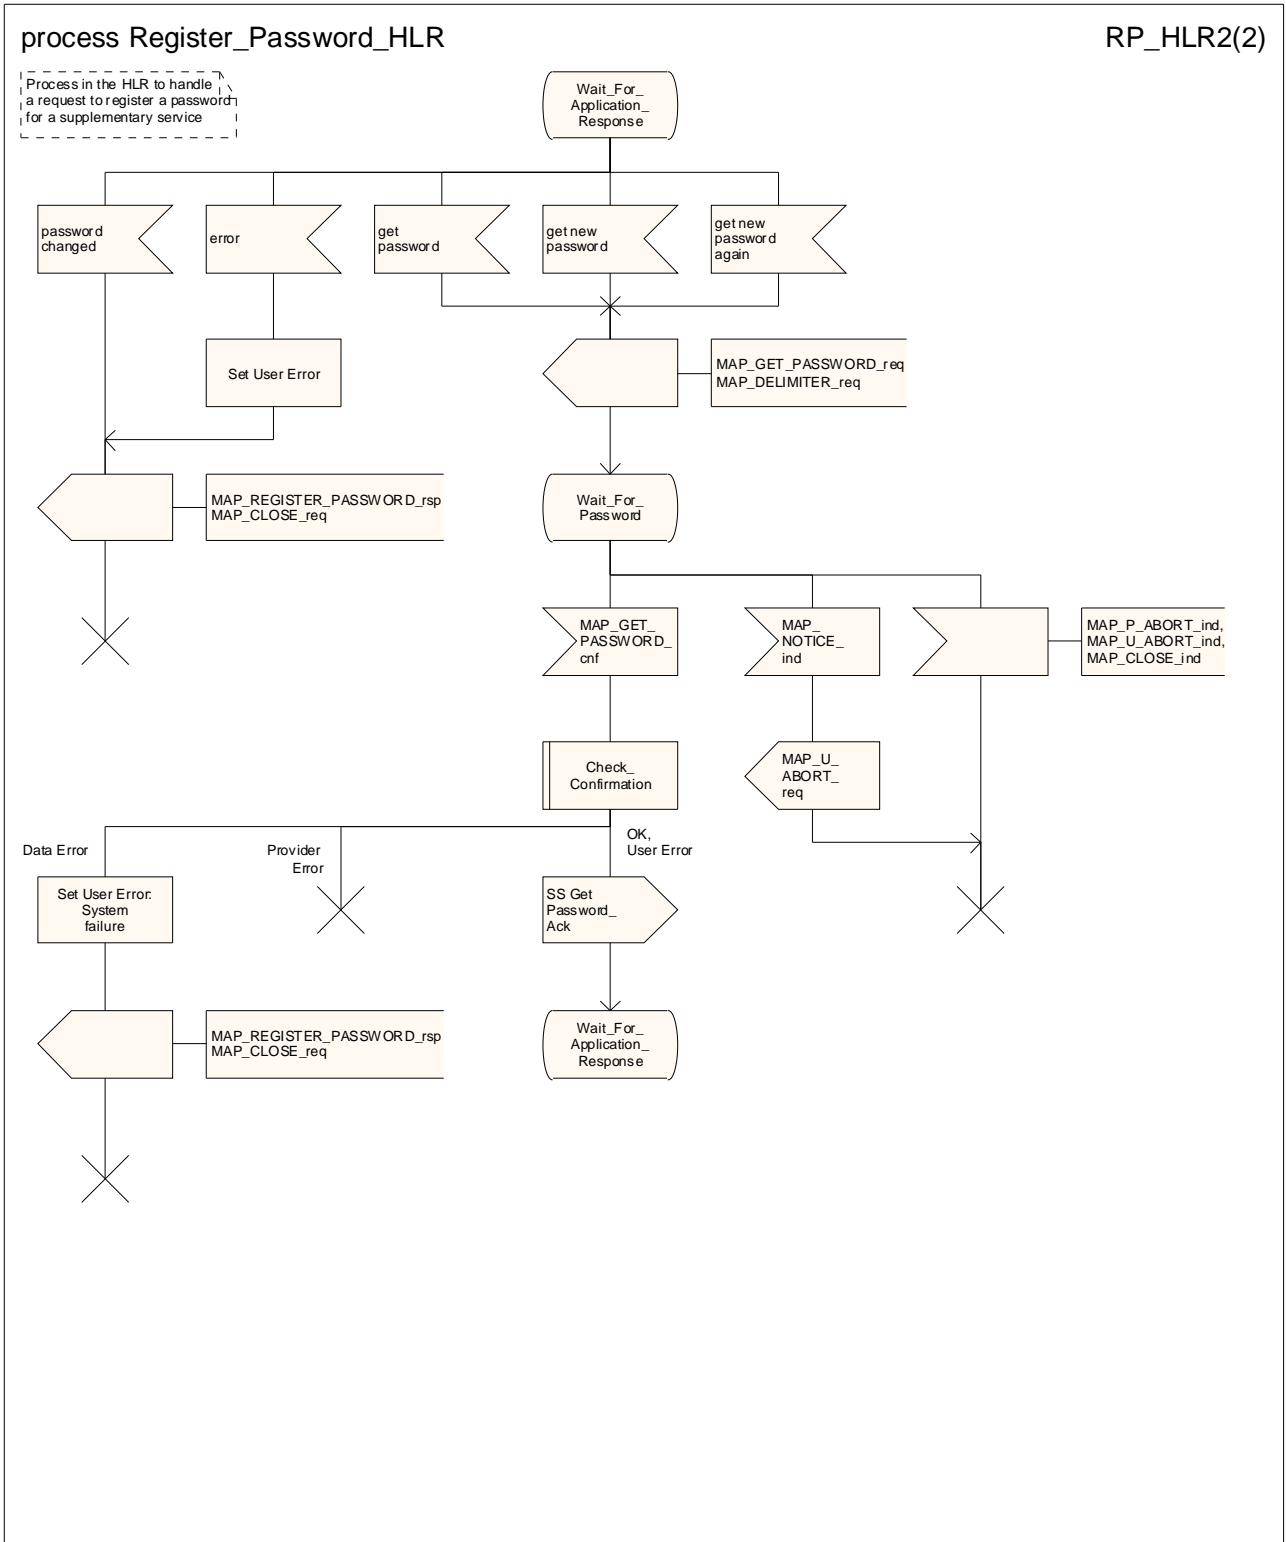 process Register_Password_HLR
RP_HLR2(2)
Process in the HLR to handle
a request to register a password
for a supplementary service
Wait_For_
Application_
Response
password
changed
error
get
password
get new
password
get new
password
again
Set User Error
MAP_GET_PASSWORD_req
MAP_DELIMITER_req
MAP_REGISTER_PASSWORD_rsp
MAP_CLOSE_req
Wait_For_
Password
MAP_GET_
PASSWORD_
cnf
MAP_
NOTICE_
ind
MAP_P_ABORT_ind,
MAP_U_ABORT_ind,
MAP_CLOSE_ind
Check_
Confirmation
MAP_U_
ABORT_
req
Data Error
Provider
Error
OK,
User Error
Set User Error:
System
failure
SS Get
Password_
Ack
MAP_REGISTER_PASSWORD_rsp
MAP_CLOSE_req
Wait_For_
Application_
Response